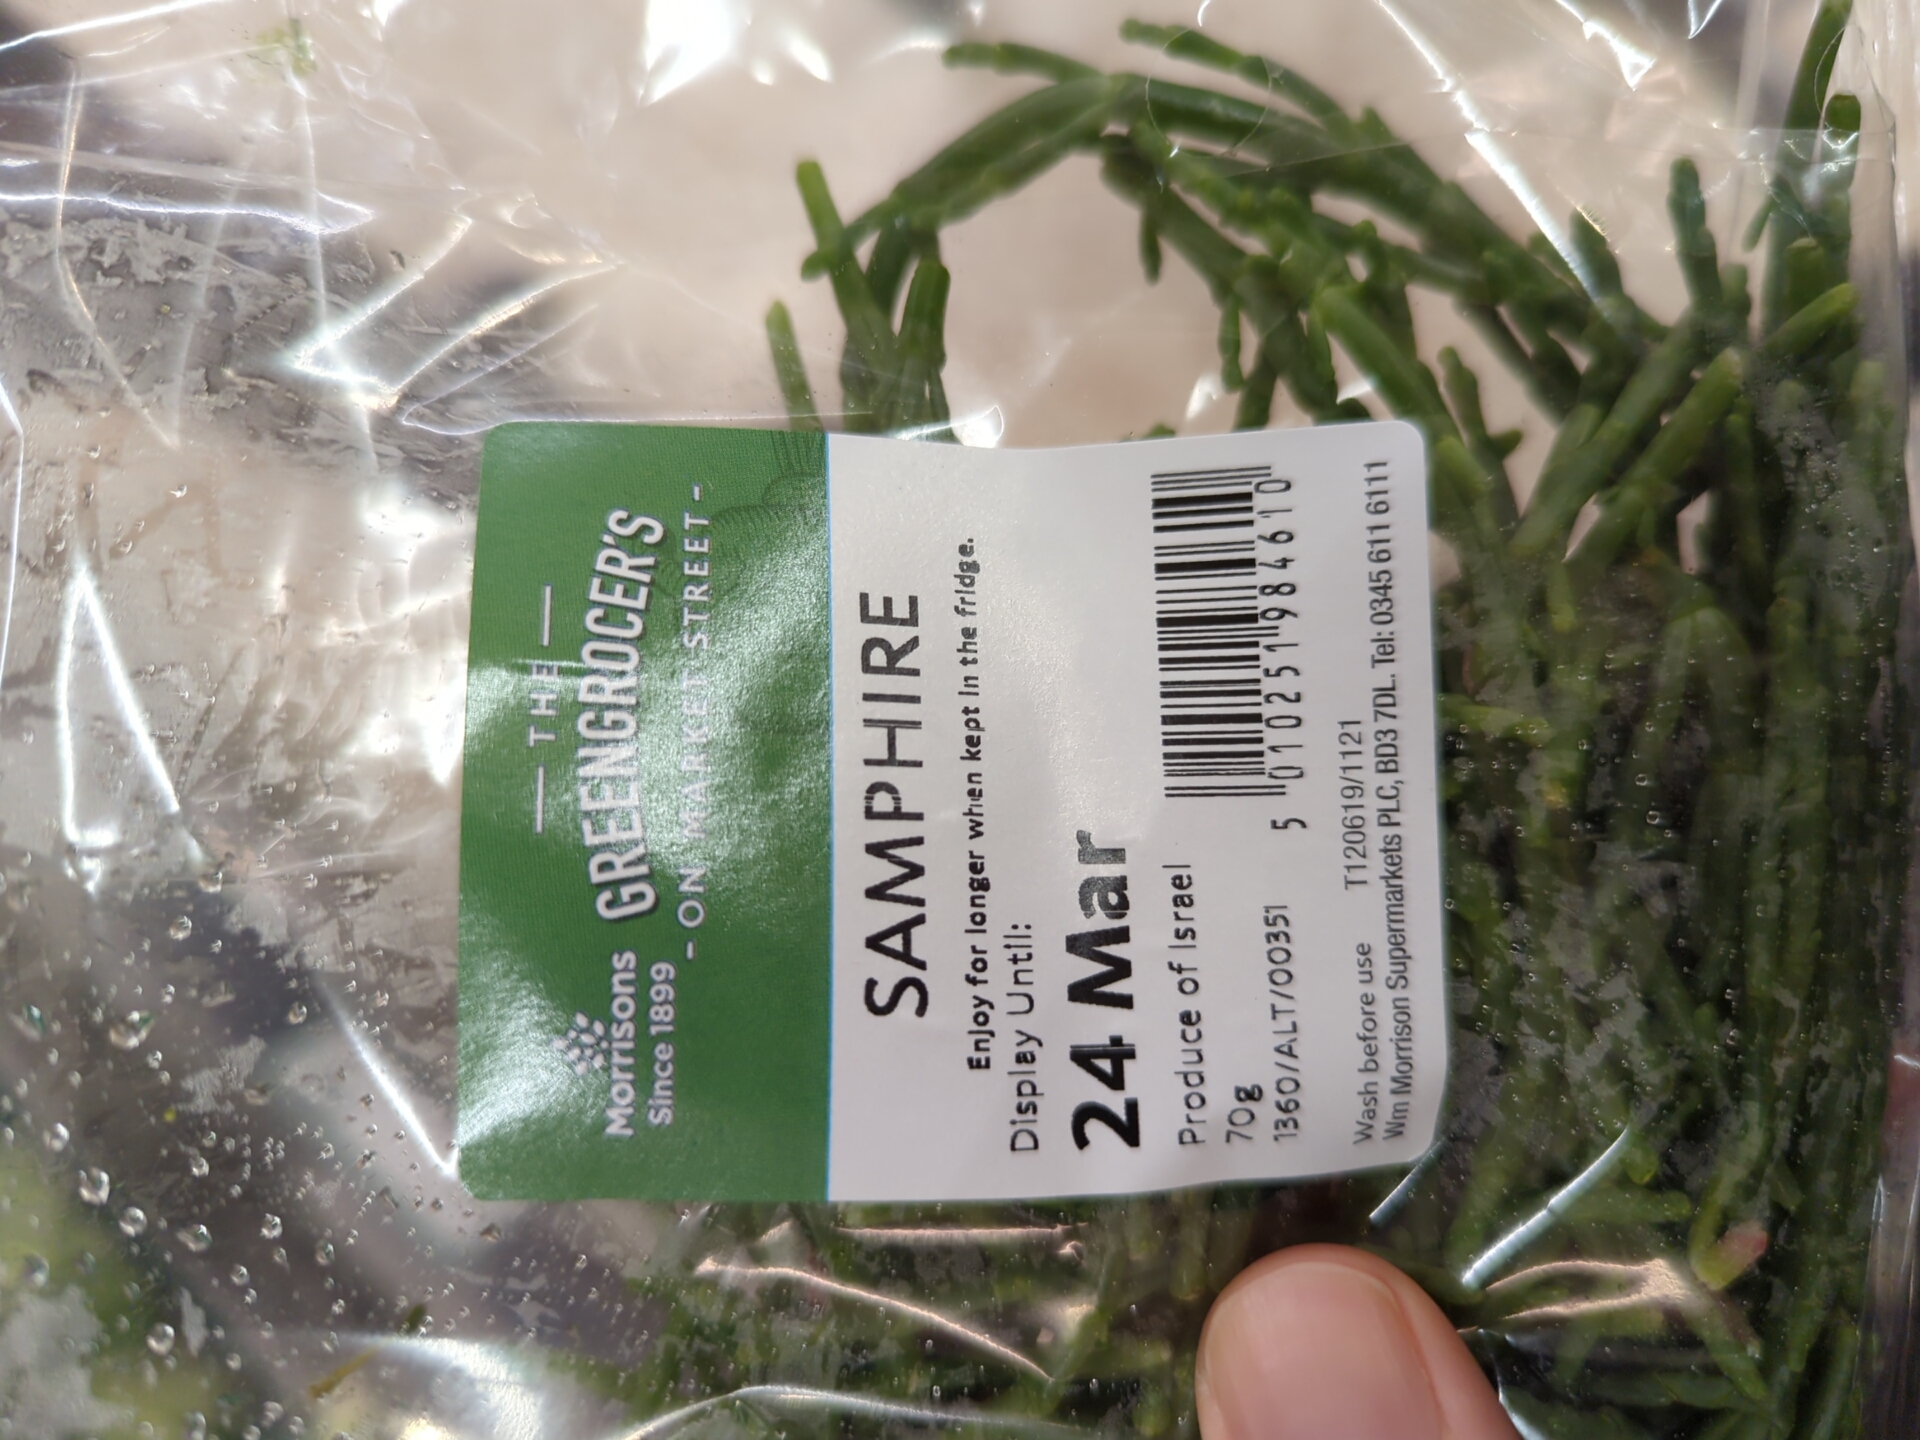 THE
Morrisons GREENGROCER'S
Since 1899 - ON MARKET STREET -
SAMPHIRE
Enjoy for longer when kept in the fridge.
Display Until:
24 Mar
Produce of Israel
70g
1360/ALT/00351
5 010251 984610
Wash before use T120619/1121
Wm Morrison Supermarkets PLC, BD3 7DL. Tel: 0345 611 6111